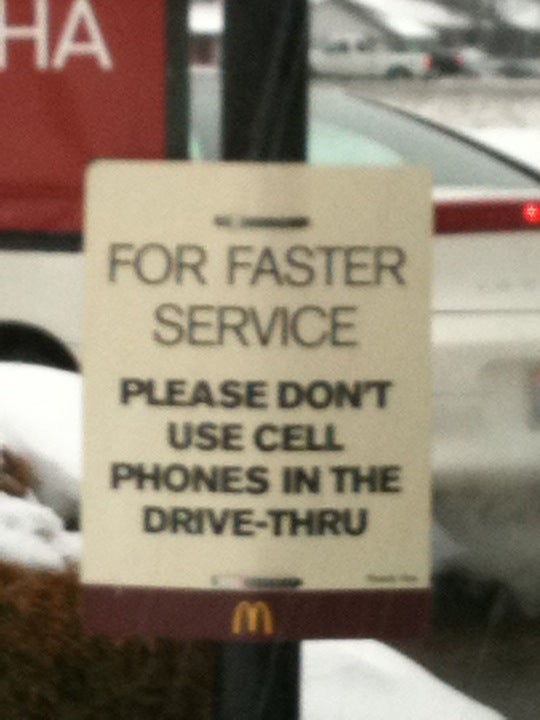 HA
FOR FASTER
SERVICE
PLEASE DON'T
USE CELL
PHONES IN THE
DRIVE-THRU
M